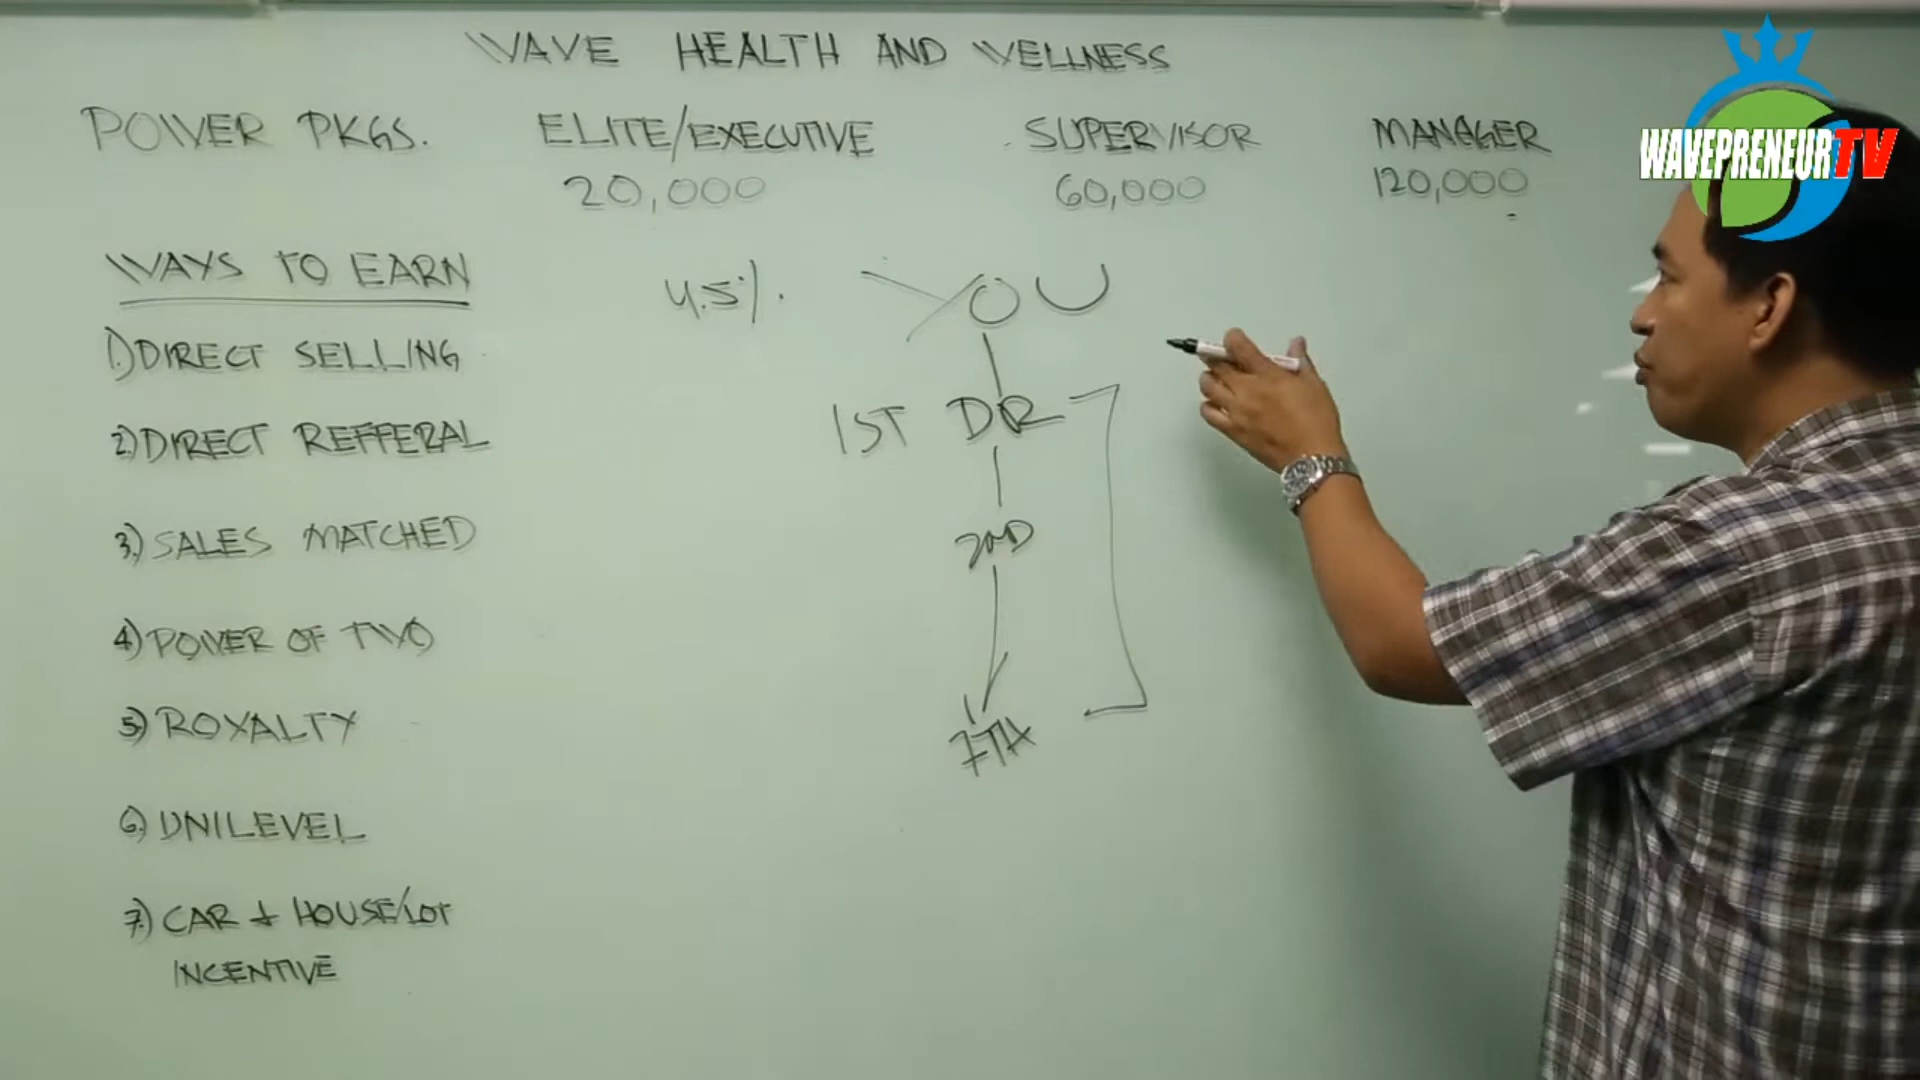 WAVE HEALTH AND WELLNESS
POWER PKGS. ELITE/EXECUTIVE SUPERVISOR MANAGER
20,000 60,000 120,000
WAVEPRENEURTV
WAYS TO EARN
4.5%. YOU
1.) DIRECT SELLING
1ST DR
2) DIRECT REFFERAL
3.) SALES MATCHED
2ND
4) POWER OF TWO
5) ROYALTY
7TH
6) UNILEVEL
7.) CAR & HOUSE/LOT
INCENTIVE